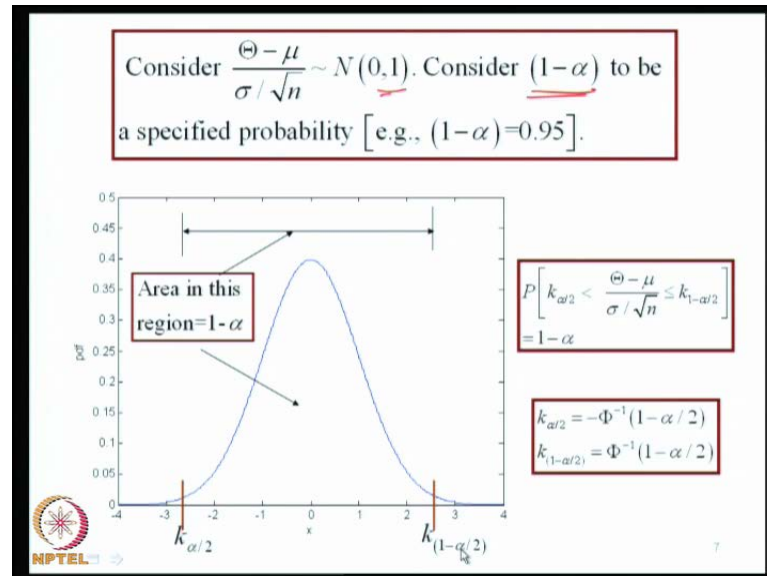 Consider (Θ − μ) / (σ / √n) ~ N (0,1). Consider (1−α) to be
a specified probability [e.g., (1−α)=0.95].
0.5
0.45
0.4
0.35
0.3
0.25
0.2
0.15
0.1
0.05
0
pdf
Area in this
region=1-α
-4 -3 -2 -1 0 1 2 3 4
x
k_{α/2}
k_{(1−α/2)}
P[k_{α/2} < (Θ − μ) / (σ / √n) ≤ k_{1−α/2}]
= 1 − α
k_{α/2} = −Φ^{-1}(1−α / 2)
k_{(1−α/2)} = Φ^{-1}(1−α / 2)
NPTEL
7